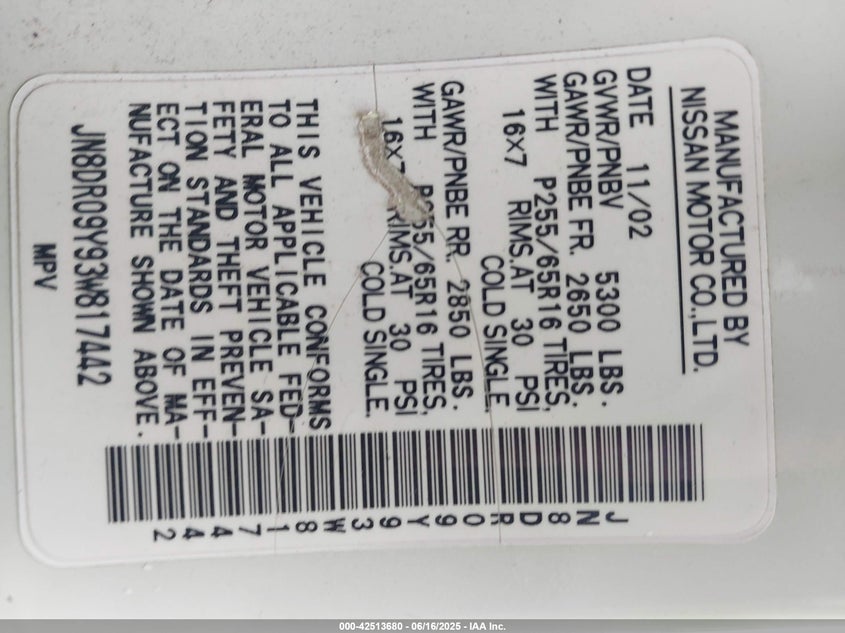 MANUFACTURED BY
NISSAN MOTOR CO.,LTD.
DATE 11/02
GVWR/PNBV 5300 LBS.
GAWR/PNBE FR. 2650 LBS.
WITH P255/65R16 TIRES,
16X7 RIMS,AT 30 PSI
COLD SINGLE,
GAWR/PNBE RR. 2850 LBS.
WITH P255/65R16 TIRES,
16X7 RIMS,AT 30 PSI
COLD SINGLE,
THIS VEHICLE CONFORMS
TO ALL APPLICABLE FED-
ERAL MOTOR VEHICLE SA-
FETY AND THEFT PREVEN-
TION STANDARDS IN EFF-
ECT ON THE DATE OF MA-
NUFACTURE SHOWN ABOVE.
JN8DR09Y93W817442
MPV
JN8DR09Y93W817442
000-42513680 - 06/16/2025 - IAA Inc.